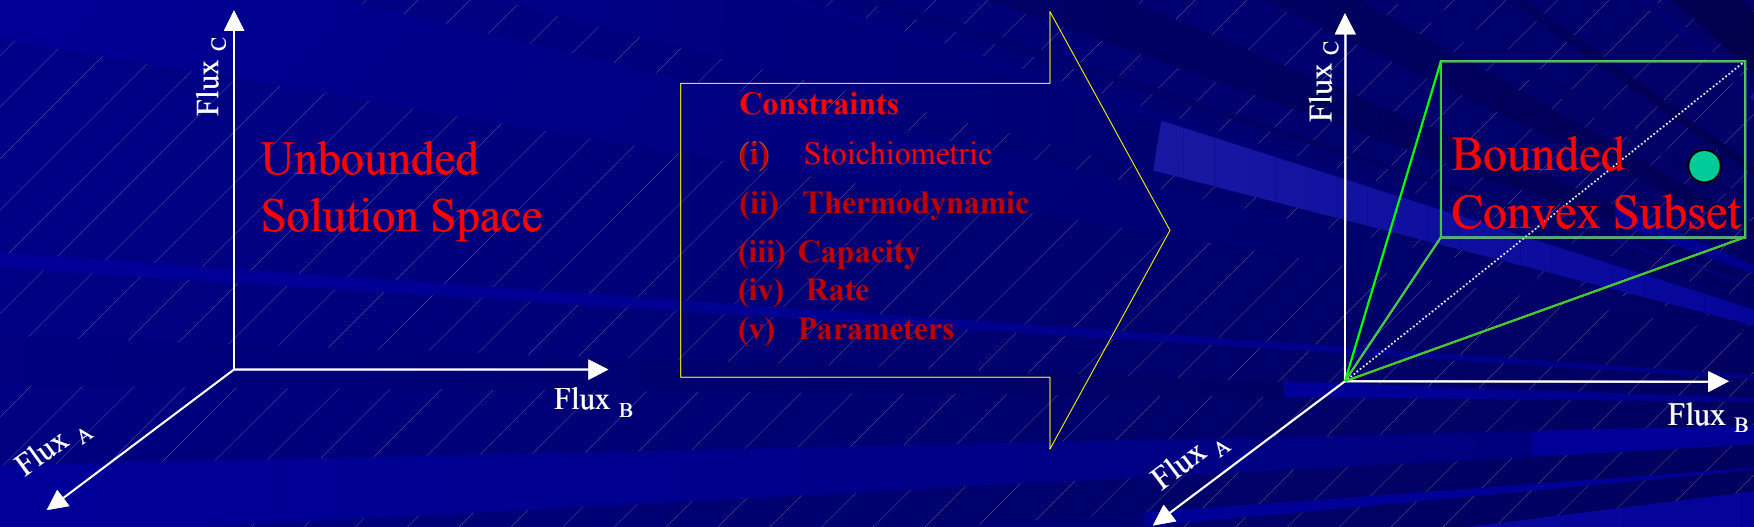 Flux C
Unbounded
Solution Space
Flux B
Flux A
Constraints
(i) Stoichiometric
(ii) Thermodynamic
(iii) Capacity
(iv) Rate
(v) Parameters
Flux C
Bounded
Convex Subset
Flux B
Flux A